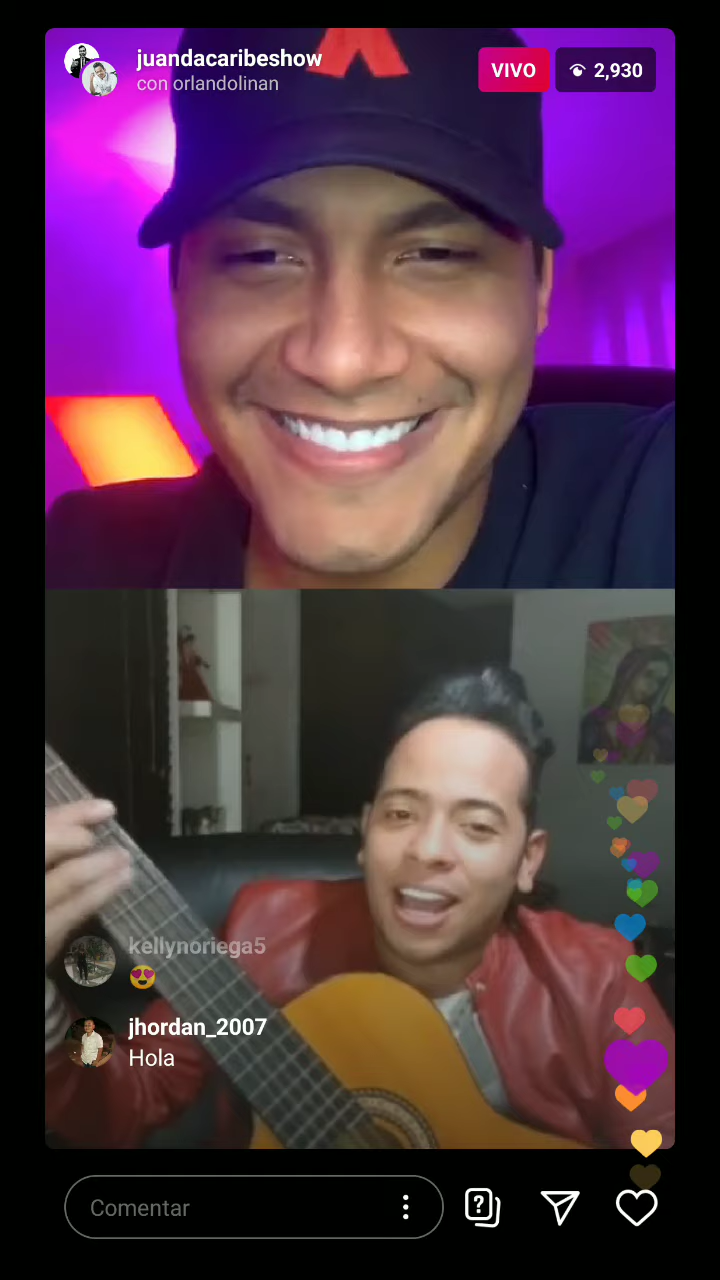 juandacaribeshow
con orlandolinan
VIVO
2,930
kellynoriega5
jhordan_2007
Hola
Comentar
?